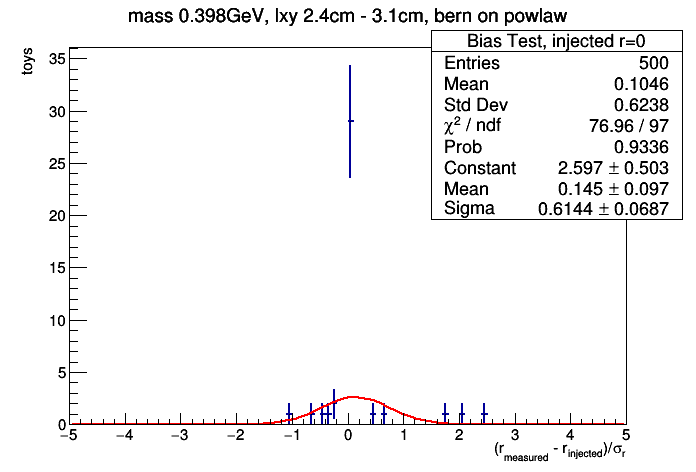 mass 0.398GeV, lxy 2.4cm - 3.1cm, bern on powlaw
Bias Test, injected r=0
Entries 500
Mean 0.1046
Std Dev 0.6238
χ² / ndf 76.96 / 97
Prob 0.9336
Constant 2.597 ± 0.503
Mean 0.145 ± 0.097
Sigma 0.6144 ± 0.0687
toys
35
30
25
20
15
10
5
0
−5 −4 −3 −2 −1 0 1 2 3 4 5
(r_measured - r_injected)/σ_r